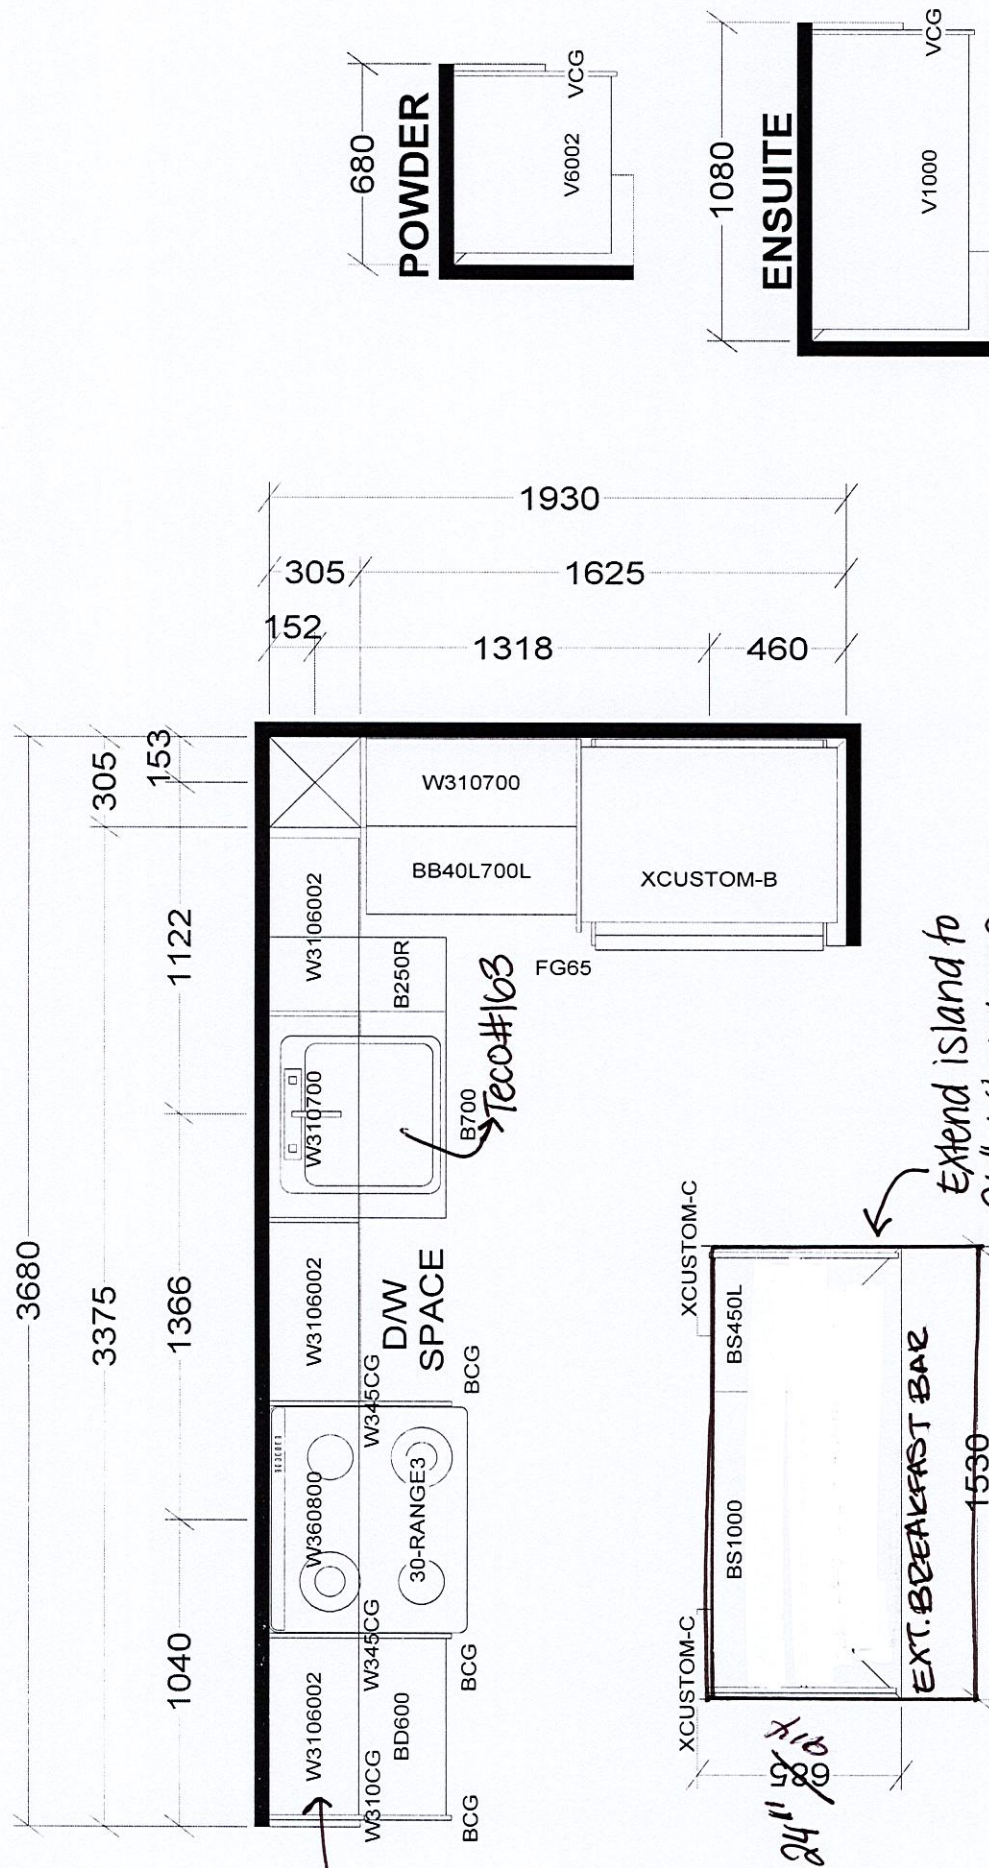 680
POWDER
V6002
VCG
1080
ENSUITE
V1000
VCG
1930
305
1625
152
1318
460
3680
305
3375
153
1122
1366
1040
W310700
BB40L700L
XCUSTOM-B
FG65
W3106002
B250R
W310700
B700
Teco#163
W3106002
D/W
SPACE
W345CG
BCG
W360800
30-RANGE3
W345CG
BCG
W3106002
BD600
W310CG
BCG
Extend island to
XCUSTOM-C
BS450L
BS1000
XCUSTOM-C
EXT. BREAKFAST BAR
1530
24"